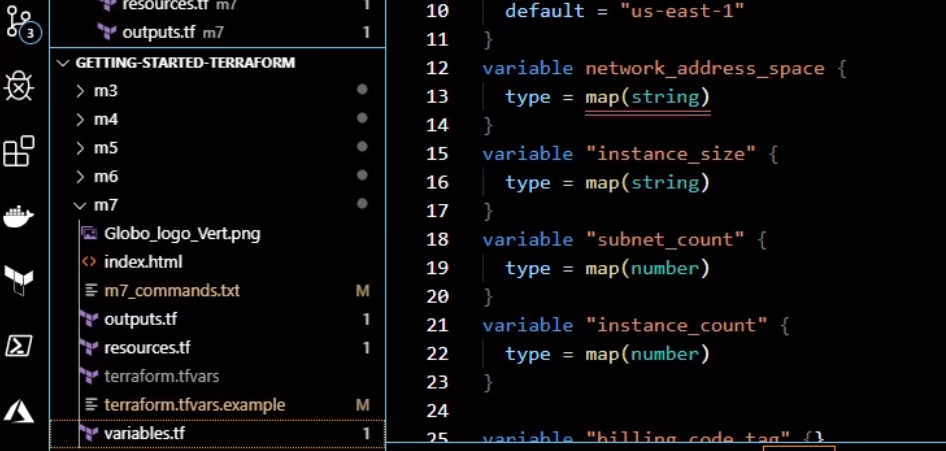 resources.tf m7 1
outputs.tf m7 1
3
GETTING-STARTED-TERRAFORM
m3
m4
m5
m6
m7
Globo_logo_Vert.png
index.html
m7_commands.txt M
outputs.tf 1
resources.tf 1
terraform.tfvars
terraform.tfvars.example M
variables.tf 1
10 default = "us-east-1"
11 }
12 variable network_address_space {
13 type = map(string)
14 }
15 variable "instance_size" {
16 type = map(string)
17 }
18 variable "subnet_count" {
19 type = map(number)
20 }
21 variable "instance_count" {
22 type = map(number)
23 }
24
25 variable "billing_code_tag" {}